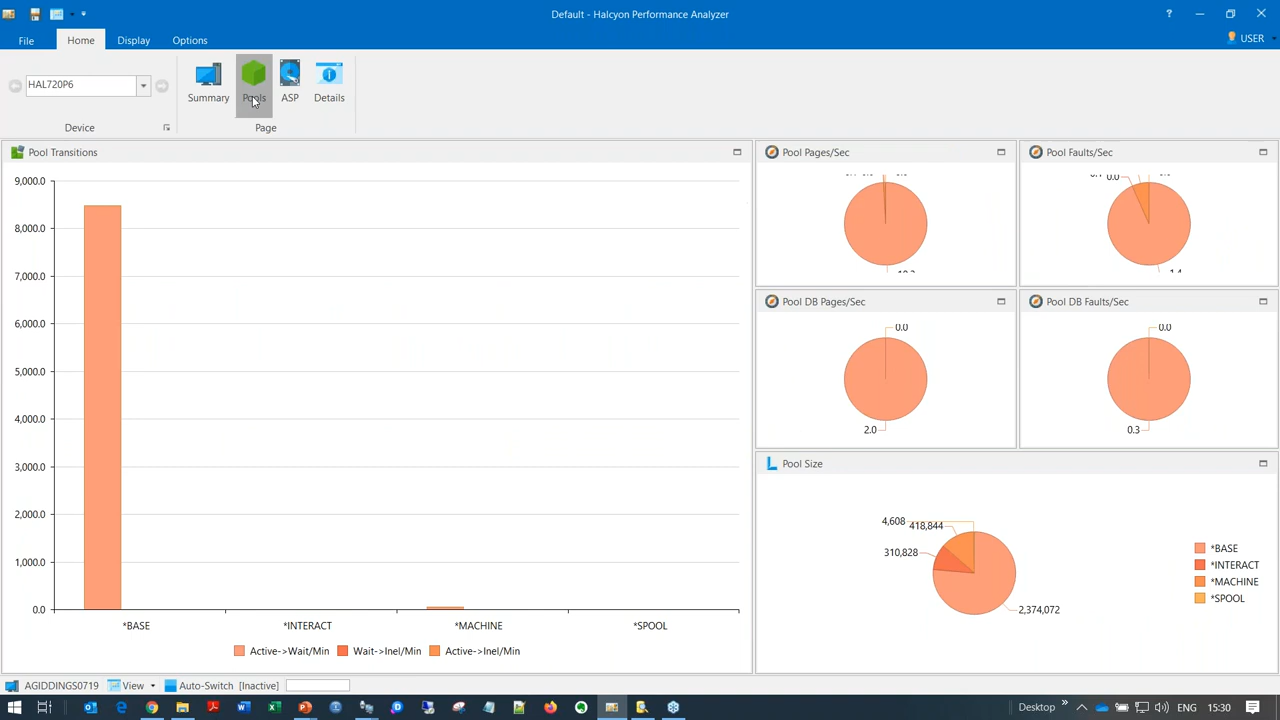 Default - Halcyon Performance Analyzer
?
File
Home
Display
Options
USER
HAL720P6
Summary
Pools
ASP
Details
Device
Page
Pool Transitions
9,000.0
8,000.0
7,000.0
6,000.0
5,000.0
4,000.0
3,000.0
2,000.0
1,000.0
0.0
*BASE
*INTERACT
*MACHINE
*SPOOL
Active->Wait/Min
Wait->Inel/Min
Active->Inel/Min
Pool Pages/Sec
Pool Faults/Sec
0.0
Pool DB Pages/Sec
0.0
2.0
Pool DB Faults/Sec
0.0
0.3
Pool Size
4,608
418,844
310,828
2,374,072
*BASE
*INTERACT
*MACHINE
*SPOOL
AGIDDINGS0719
View
Auto-Switch [Inactive]
Desktop
ENG
15:30